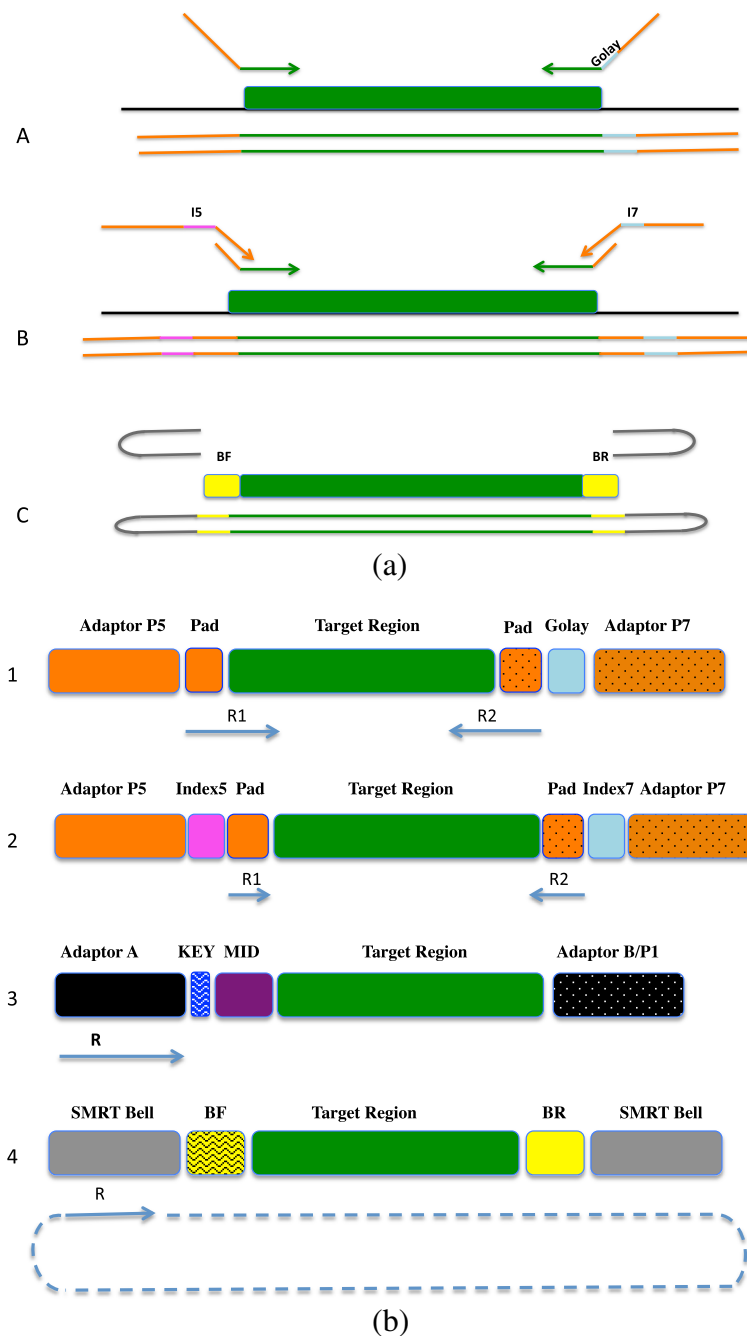 Golay
A
I5 I7
B
BF BR
C
(a)
Adaptor P5 Pad Target Region Pad Golay Adaptor P7
1
R1 R2
Adaptor P5 Index5 Pad Target Region Pad Index7 Adaptor P7
2
R1 R2
Adaptor A KEY MID Target Region Adaptor B/P1
3
R
SMRT Bell BF Target Region BR SMRT Bell
4
R
(b)